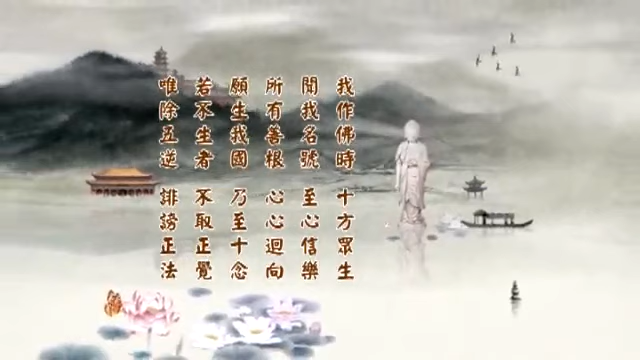 我作佛時 十方眾生
聞我名號 至心信樂
所有善根 心心迴向
願生我國 乃至十念
若不生者 不取正覺
唯除五逆 誹謗正法